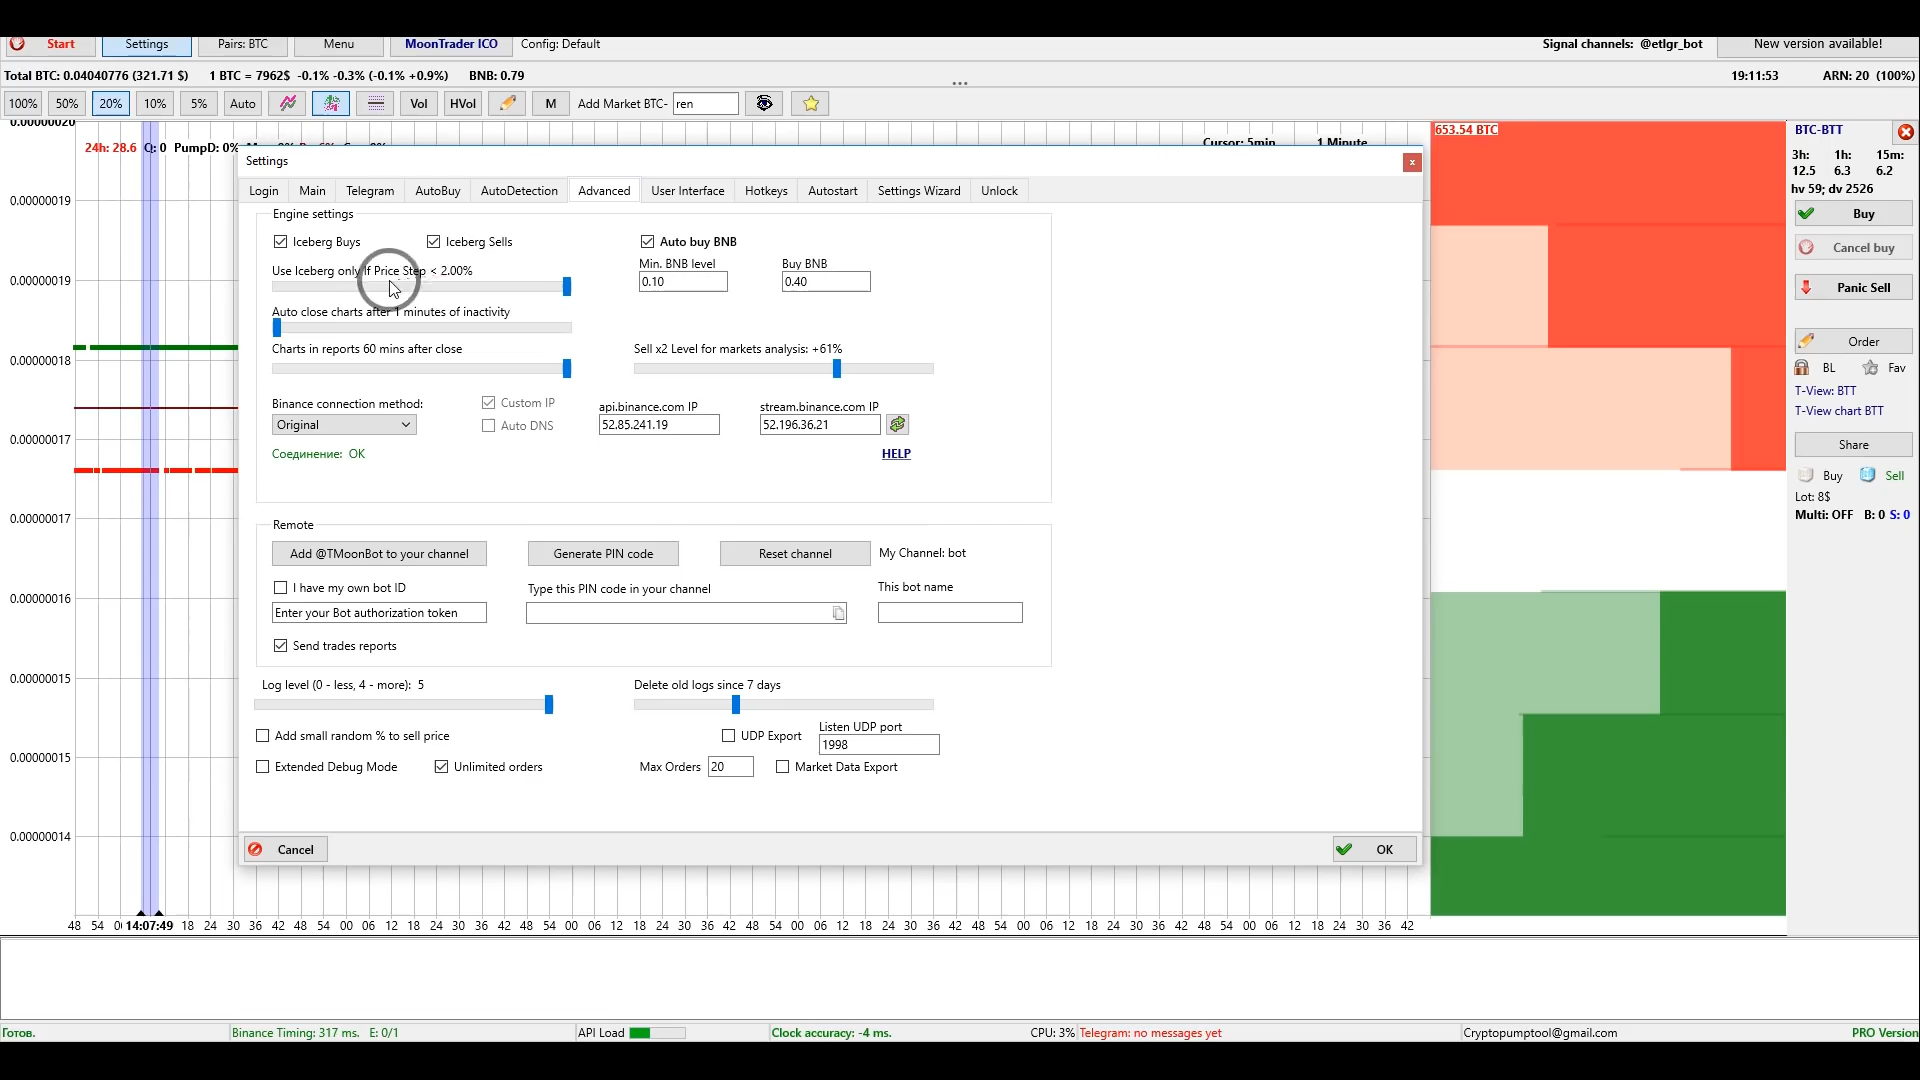 Start Settings Pairs: BTC Menu MoonTrader ICO Config: Default Signal channels: @etlgr_bot New version available!
Total BTC: 0.04040776 (321.71 $) 1 BTC = 7962$ -0.1% -0.3% (-0.1% +0.9%) BNB: 0.79 19:11:53 ARN: 20 (100%)
100% 50% 20% 10% 5% Auto Vol HVol M Add Market BTC- ren
0.00000020
24h: 28.6 Q: 0 PumpD: 0%
Cursor: 5min 1 Minute
653.54 BTC
0.00000019
0.00000019
0.00000018
0.00000017
0.00000017
0.00000016
0.00000015
0.00000015
0.00000014
Settings
Login Main Telegram AutoBuy AutoDetection Advanced User Interface Hotkeys Autostart Settings Wizard Unlock
Engine settings
Iceberg Buys Iceberg Sells Auto buy BNB
Use Iceberg only If Price Step < 2.00% Min. BNB level Buy BNB
0.10 0.40
Auto close charts after 1 minutes of inactivity
Charts in reports 60 mins after close Sell x2 Level for markets analysis: +61%
Binance connection method: Custom IP api.binance.com IP stream.binance.com IP
Original Auto DNS 52.85.241.19 52.196.36.21
Соединение: OK HELP
Remote
Add @TMoonBot to your channel Generate PIN code Reset channel My Channel: bot
I have my own bot ID Type this PIN code in your channel This bot name
Enter your Bot authorization token
Send trades reports
Log level (0 - less, 4 - more): 5 Delete old logs since 7 days
Add small random % to sell price UDP Export Listen UDP port
1998
Extended Debug Mode Unlimited orders Max Orders 20 Market Data Export
Cancel OK
BTC-BTT
3h: 1h: 15m:
12.5 6.3 6.2
hv 59; dv 2526
Buy
Cancel buy
Panic Sell
Order
BL Fav
T-View: BTT
T-View chart BTT
Share
Buy Sell
Lot: 8$
Multi: OFF B: 0 S: 0
48 54 14:07:49 18 24 30 36 42 48 54 00 06 12 18 24 30 36 42 48 54 00 06 12 18 24 30 36 42 48 54 00 06 12 18 24 30 36 42 48 54 00 06 12 18 24 30 36 42 48 54 00 06 12 18 24 30 36 42
Готов. Binance Timing: 317 ms. E: 0/1 API Load Clock accuracy: -4 ms. CPU: 3% Telegram: no messages yet Cryptopumptool@gmail.com PRO Version